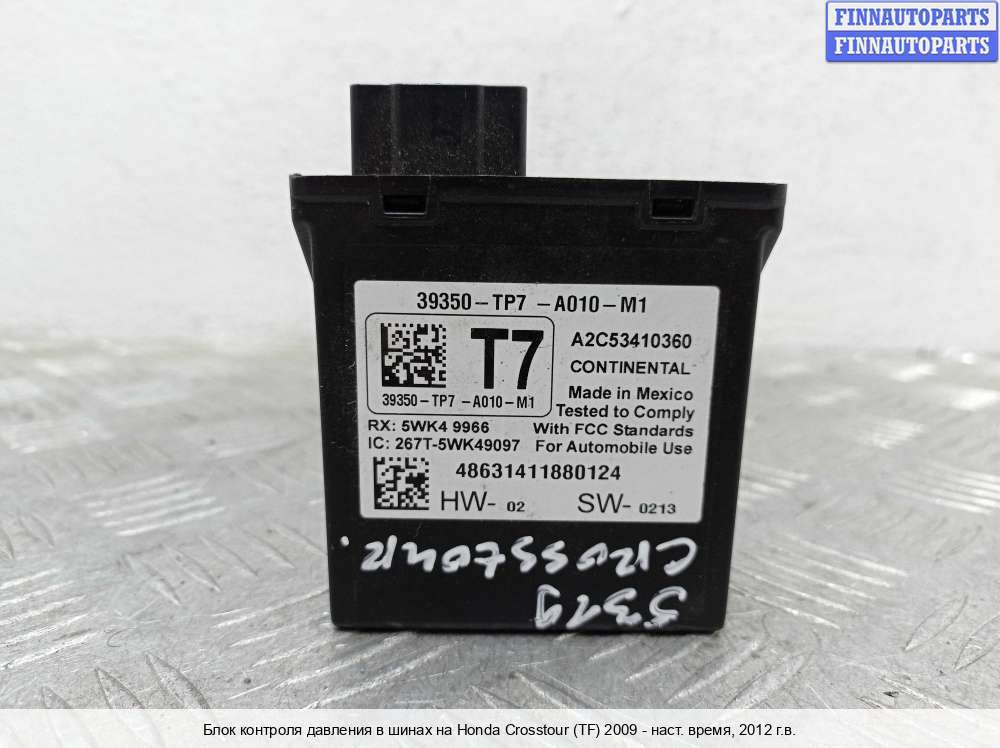 FINNAUTOPARTS
FINNAUTOPARTS
39350-TP7-A010-M1
T7
39350-TP7-A010-M1
A2C53410360
CONTINENTAL
Made in Mexico
Tested to Comply
With FCC Standards
For Automobile Use
RX: 5WK4 9966
IC: 267T-5WK49097
48631411880124
HW- 02 SW- 0213
CROSSTOUR.
5319
Блок контроля давления в шинах на Honda Crosstour (TF) 2009 - наст. время, 2012 г.в.